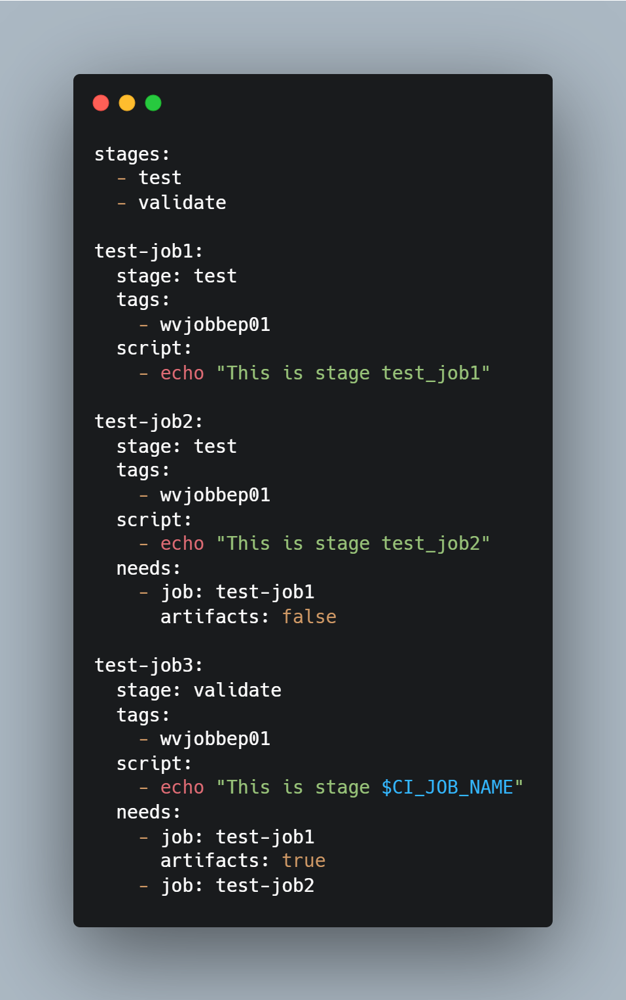 stages:
  - test
  - validate

test-job1:
  stage: test
  tags:
    - wvjobbep01
  script:
    - echo "This is stage test_job1"

test-job2:
  stage: test
  tags:
    - wvjobbep01
  script:
    - echo "This is stage test_job2"
  needs:
    - job: test-job1
      artifacts: false

test-job3:
  stage: validate
  tags:
    - wvjobbep01
  script:
    - echo "This is stage $CI_JOB_NAME"
  needs:
    - job: test-job1
      artifacts: true
    - job: test-job2